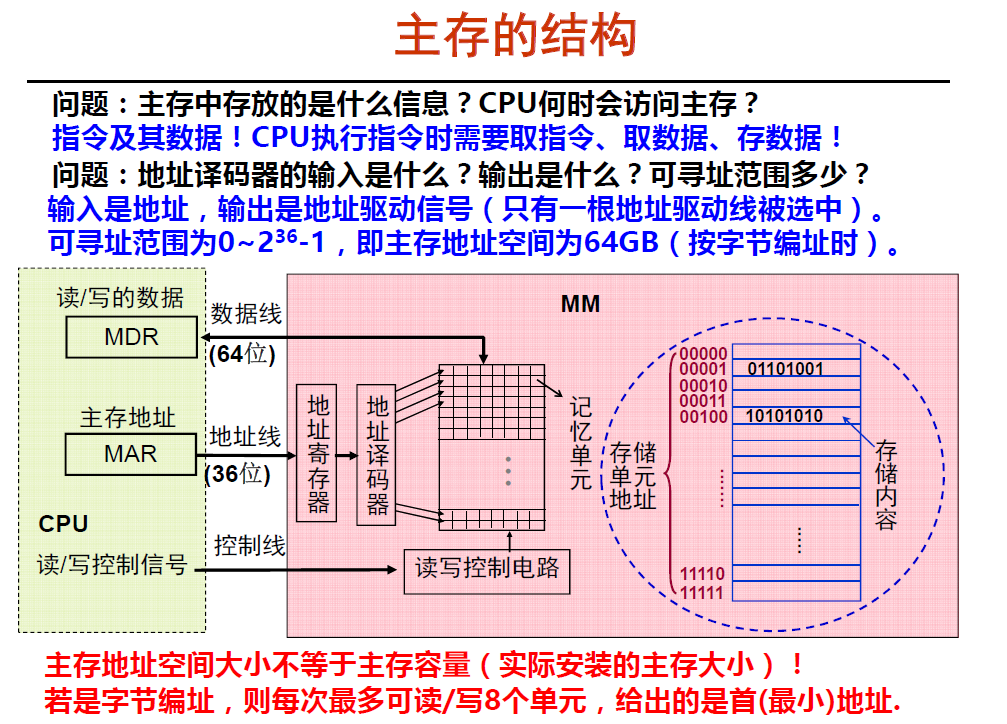 主存的结构
问题：主存中存放的是什么信息？CPU何时会访问主存？
指令及其数据！CPU执行指令时需要取指令、取数据、存数据！
问题：地址译码器的输入是什么？输出是什么？可寻址范围多少？
输入是地址，输出是地址驱动信号（只有一根地址驱动线被选中）。
可寻址范围为0~2³⁶-1，即主存地址空间为64GB（按字节编址时）。
读/写的数据
MDR
主存地址
MAR
CPU
读/写控制信号
数据线
(64位)
地址线
(36位)
控制线
MM
地址寄存器
地址译码器
记忆单元
读写控制电路
存储单元地址
00000
00001
00010
00011
00100
……
11110
11111
01101001
10101010
存储内容
主存地址空间大小不等于主存容量（实际安装的主存大小）！
若是字节编址，则每次最多可读/写8个单元，给出的是首(最小)地址.